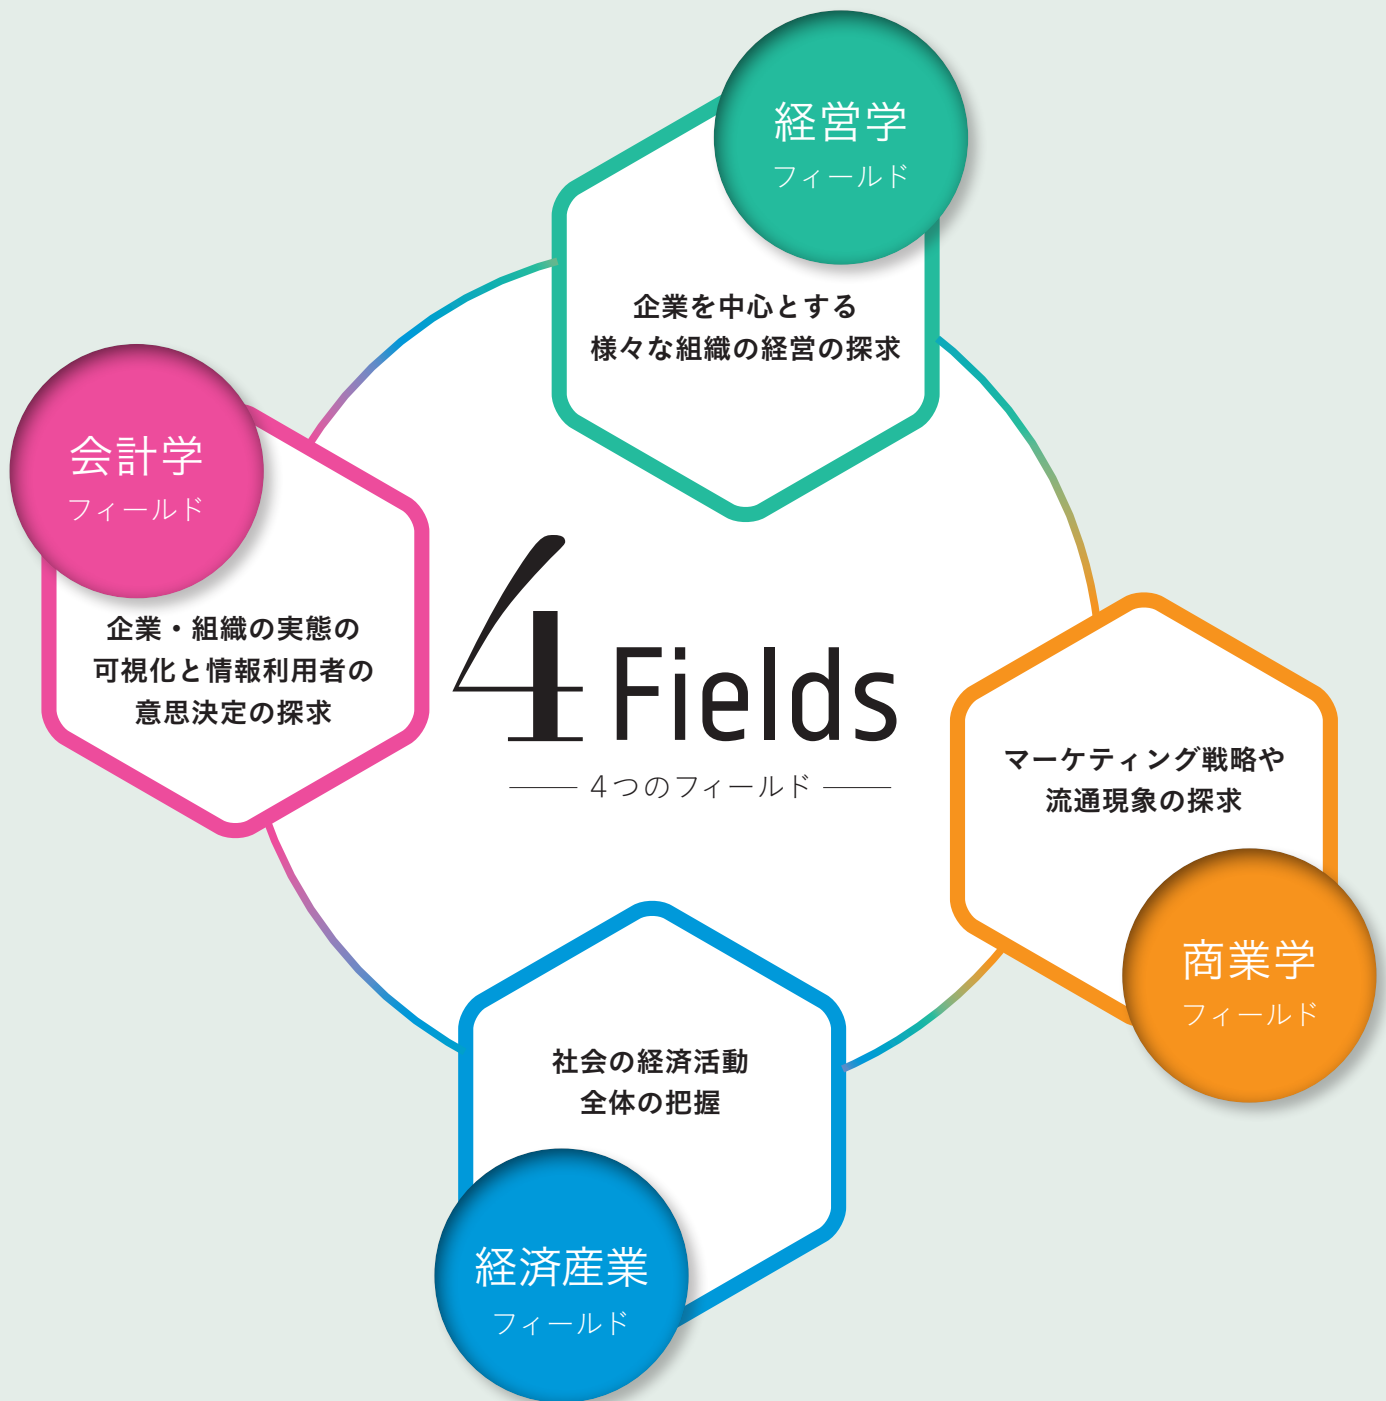 経営学
フィールド
企業を中心とする
様々な組織の経営の探求
会計学
フィールド
企業・組織の実態の
可視化と情報利用者の
意思決定の探求
4 Fields
4つのフィールド
マーケティング戦略や
流通現象の探求
商業学
フィールド
社会の経済活動
全体の把握
経済産業
フィールド